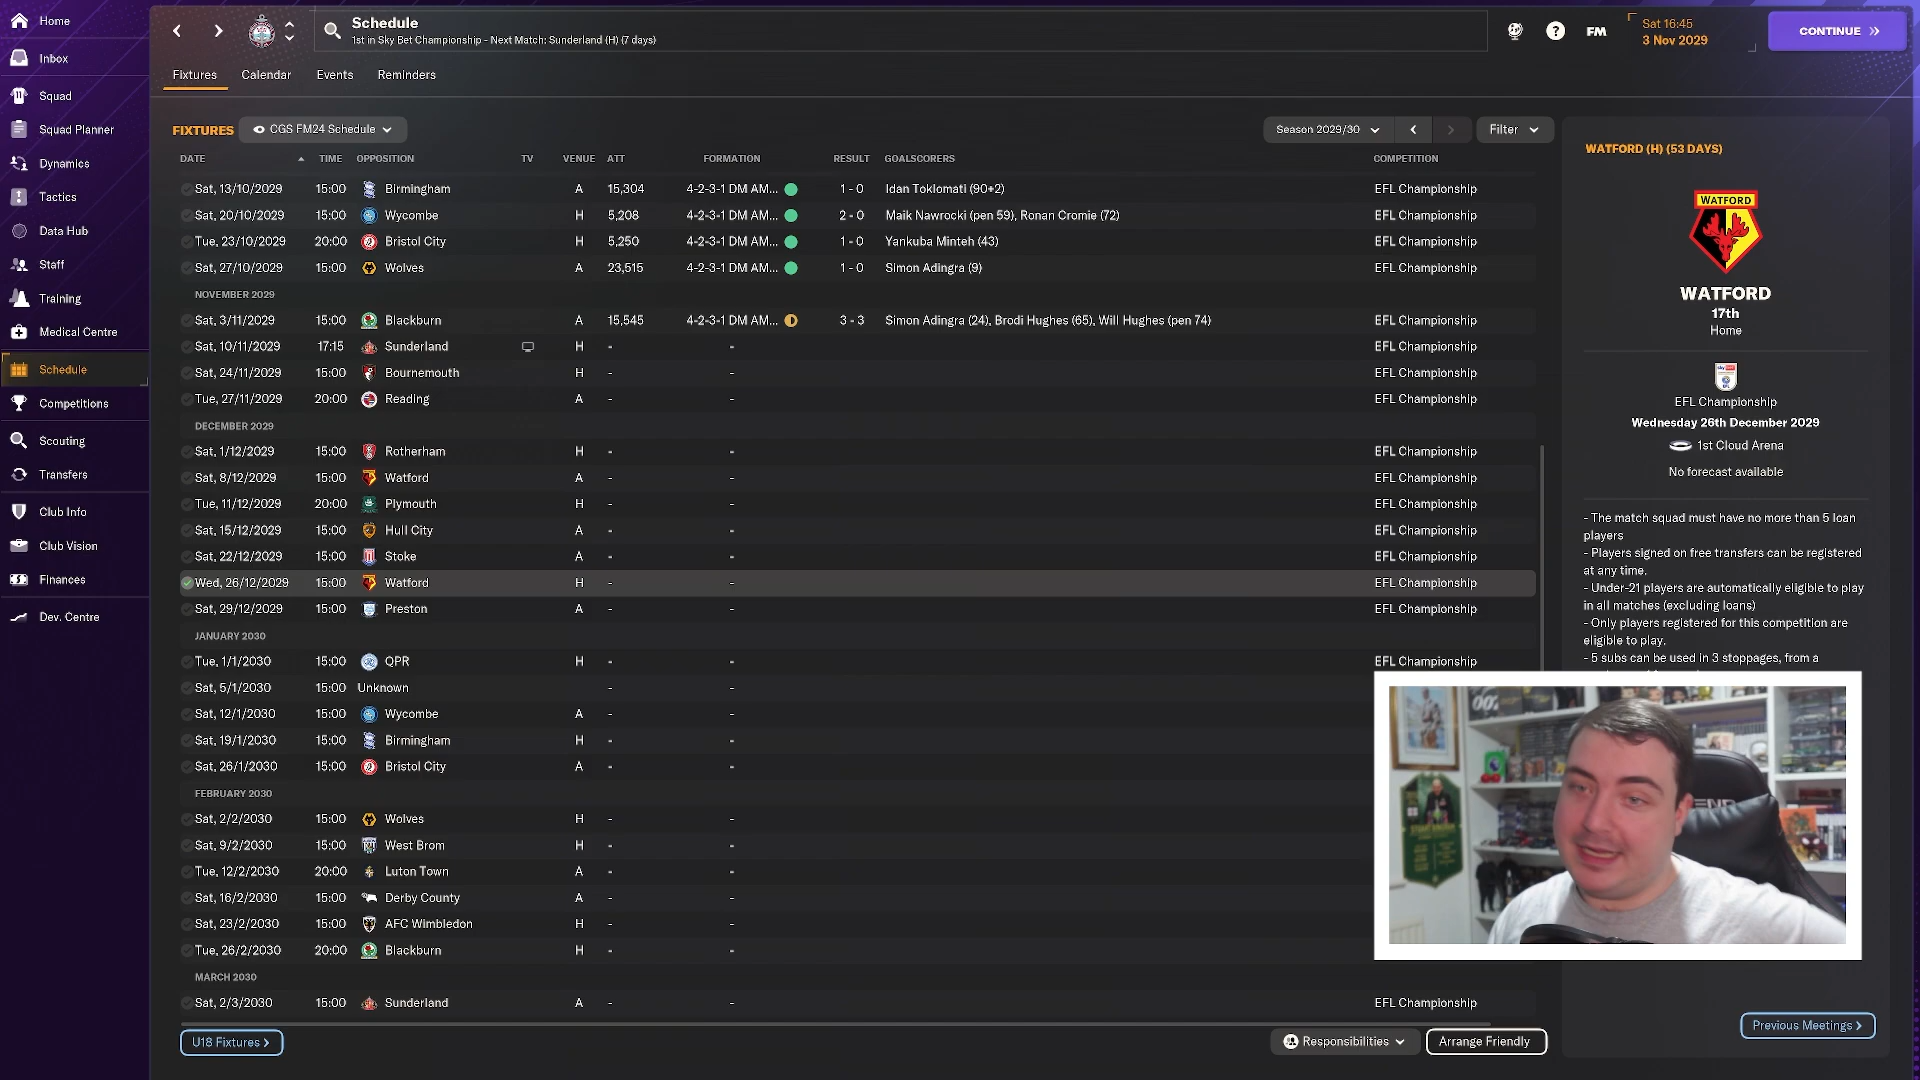 Home
Inbox
Squad
Squad Planner
Dynamics
Tactics
Data Hub
Staff
Training
Medical Centre
Schedule
Competitions
Scouting
Transfers
Club Info
Club Vision
Finances
Dev. Centre
Schedule
1st in Sky Bet Championship - Next Match: Sunderland (H) (7 days)
FM
Sat 16:45
3 Nov 2029
CONTINUE
Fixtures Calendar Events Reminders
FIXTURES CGS FM24 Schedule Season 2029/30 Filter
DATE TIME OPPOSITION TV VENUE ATT FORMATION RESULT GOALSCORERS COMPETITION
Sat, 13/10/2029 15:00 Birmingham A 15,304 4-2-3-1 DM AM... 1 - 0 Idan Toklomati (90+2) EFL Championship
Sat, 20/10/2029 15:00 Wycombe H 5,208 4-2-3-1 DM AM... 2 - 0 Maik Nawrocki (pen 59), Ronan Cromie (72) EFL Championship
Tue, 23/10/2029 20:00 Bristol City H 5,250 4-2-3-1 DM AM... 1 - 0 Yankuba Minteh (43) EFL Championship
Sat, 27/10/2029 15:00 Wolves A 23,515 4-2-3-1 DM AM... 1 - 0 Simon Adingra (9) EFL Championship
NOVEMBER 2029
Sat, 3/11/2029 15:00 Blackburn A 15,545 4-2-3-1 DM AM... 3 - 3 Simon Adingra (24), Brodi Hughes (65), Will Hughes (pen 74) EFL Championship
Sat, 10/11/2029 17:15 Sunderland H - - EFL Championship
Sat, 24/11/2029 15:00 Bournemouth H - - EFL Championship
Tue, 27/11/2029 20:00 Reading A - - EFL Championship
DECEMBER 2029
Sat, 1/12/2029 15:00 Rotherham H - - EFL Championship
Sat, 8/12/2029 15:00 Watford A - - EFL Championship
Tue, 11/12/2029 20:00 Plymouth H - - EFL Championship
Sat, 15/12/2029 15:00 Hull City A - - EFL Championship
Sat, 22/12/2029 15:00 Stoke A - - EFL Championship
Wed, 26/12/2029 15:00 Watford H - - EFL Championship
Sat, 29/12/2029 15:00 Preston A - - EFL Championship
JANUARY 2030
Tue, 1/1/2030 15:00 QPR H - - EFL Championship
Sat, 5/1/2030 15:00 Unknown - -
Sat, 12/1/2030 15:00 Wycombe A - -
Sat, 19/1/2030 15:00 Birmingham H - -
Sat, 26/1/2030 15:00 Bristol City A - -
FEBRUARY 2030
Sat, 2/2/2030 15:00 Wolves H - -
Sat, 9/2/2030 15:00 West Brom H - -
Tue, 12/2/2030 20:00 Luton Town A - -
Sat, 16/2/2030 15:00 Derby County A - -
Sat, 23/2/2030 15:00 AFC Wimbledon H - -
Tue, 26/2/2030 20:00 Blackburn H - -
MARCH 2030
Sat, 2/3/2030 15:00 Sunderland A - - EFL Championship
U18 Fixtures Responsibilities Arrange Friendly
WATFORD (H) (53 DAYS)
WATFORD
WATFORD
17th
Home
EFL Championship
Wednesday 26th December 2029
1st Cloud Arena
No forecast available
- The match squad must have no more than 5 loan
players
- Players signed on free transfers can be registered
at any time.
- Under-21 players are automatically eligible to play
in all matches (excluding loans)
- Only players registered for this competition are
eligible to play.
- 5 subs can be used in 3 stoppages, from a
007
Previous Meetings